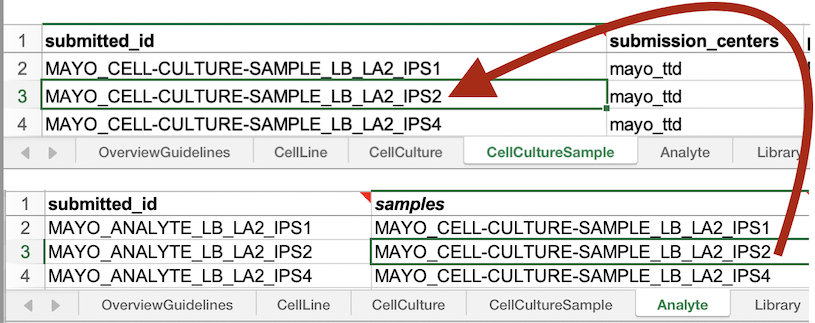 1 submitted_id submission_centers
2 MAYO_CELL-CULTURE-SAMPLE_LB_LA2_IPS1 mayo_ttd
3 MAYO_CELL-CULTURE-SAMPLE_LB_LA2_IPS2 mayo_ttd
4 MAYO_CELL-CULTURE-SAMPLE_LB_LA2_IPS4 mayo_ttd
OverviewGuidelines CellLine CellCulture CellCultureSample Analyte Library
1 submitted_id samples
2 MAYO_ANALYTE_LB_LA2_IPS1 MAYO_CELL-CULTURE-SAMPLE_LB_LA2_IPS1
3 MAYO_ANALYTE_LB_LA2_IPS2 MAYO_CELL-CULTURE-SAMPLE_LB_LA2_IPS2
4 MAYO_ANALYTE_LB_LA2_IPS4 MAYO_CELL-CULTURE-SAMPLE_LB_LA2_IPS4
OverviewGuidelines CellLine CellCulture CellCultureSample Analyte Library